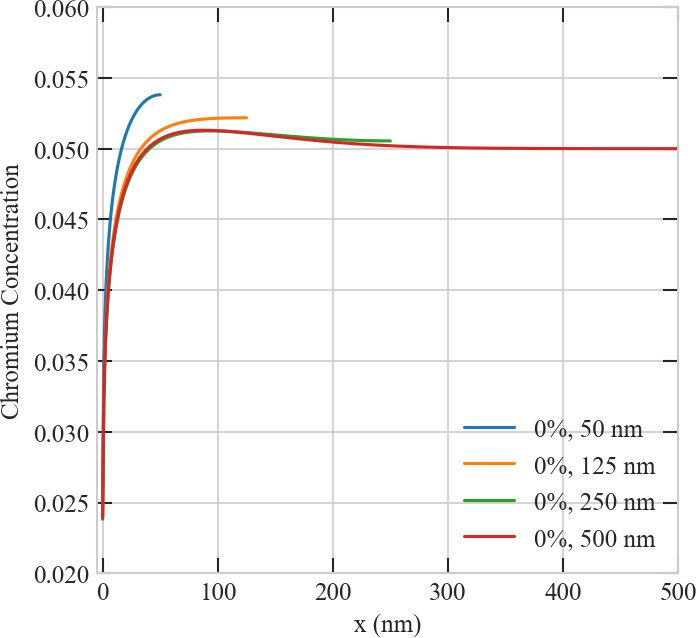 0.060
0.055
0.050
0.045
0.040
0.035
0.030
0.025
0.020
Chromium Concentration
0%, 50 nm
0%, 125 nm
0%, 250 nm
0%, 500 nm
0 100 200 300 400 500
x (nm)